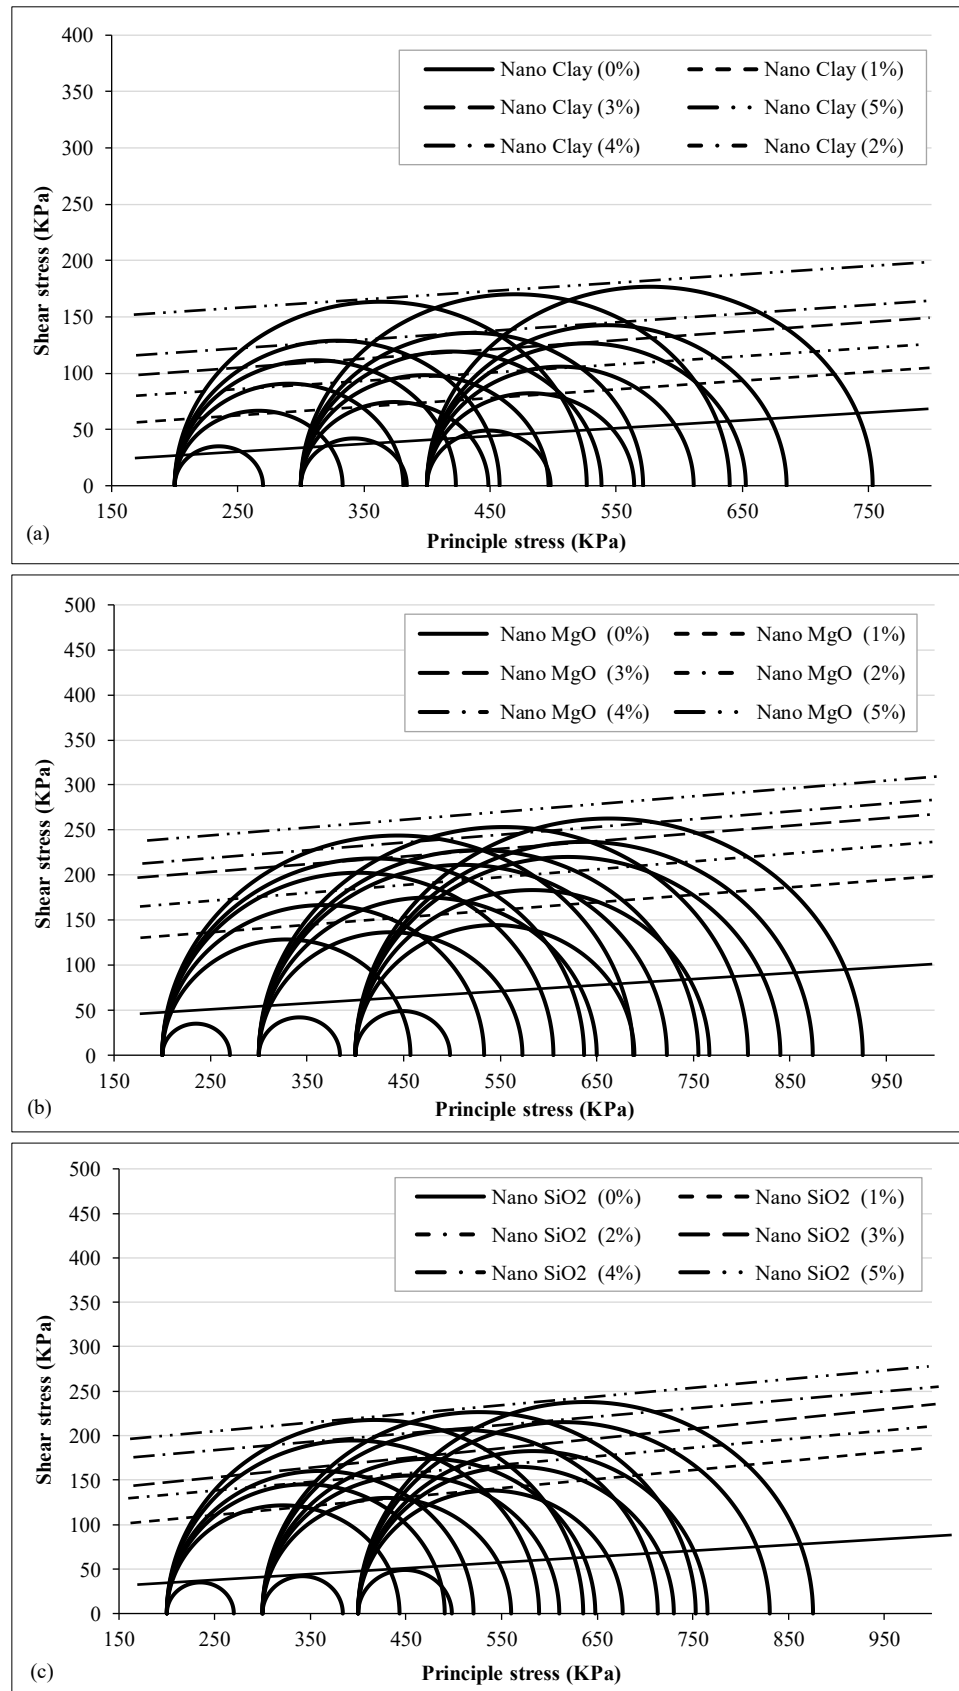 400
350
300
250
200
150
100
50
0
Shear stress (KPa)
Nano Clay (0%) Nano Clay (1%)
Nano Clay (3%) Nano Clay (5%)
Nano Clay (4%) Nano Clay (2%)
150 250 350 450 550 650 750
Principle stress (KPa)
(a)
500
450
400
350
300
250
200
150
100
50
0
Shear stress (KPa)
Nano MgO (0%) Nano MgO (1%)
Nano MgO (3%) Nano MgO (2%)
Nano MgO (4%) Nano MgO (5%)
150 250 350 450 550 650 750 850 950
Principle stress (KPa)
(b)
500
450
400
350
300
250
200
150
100
50
0
Shear stress (KPa)
Nano SiO2 (0%) Nano SiO2 (1%)
Nano SiO2 (2%) Nano SiO2 (3%)
Nano SiO2 (4%) Nano SiO2 (5%)
150 250 350 450 550 650 750 850 950
Principle stress (KPa)
(c)